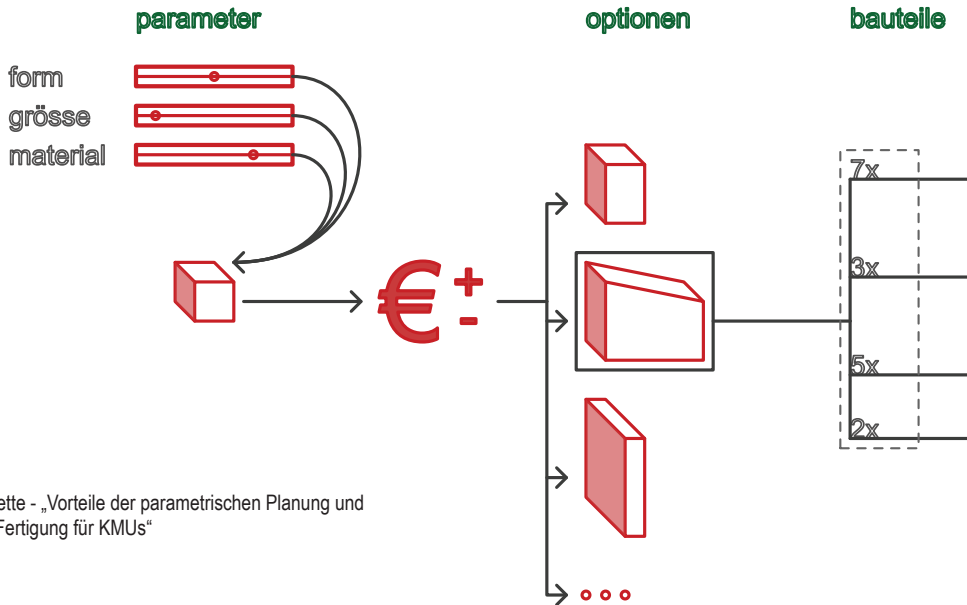 parameter
optionen
bauteile
form
grösse
material
7x
3x
€ + -
5x
2x
ette - „Vorteile der parametrischen Planung und
Fertigung für KMUs“